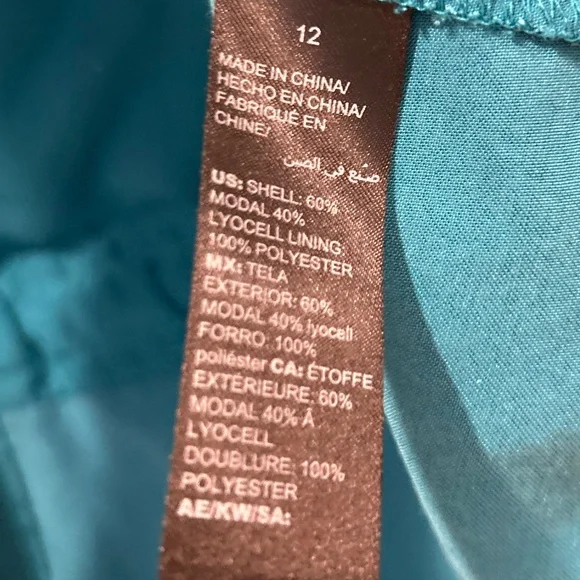 12
MADE IN CHINA/
HECHO EN CHINA/
FABRIQUÉ EN
CHINE/
صنع في الصين
US: SHELL: 60%
MODAL 40%
LYOCELL LINING
100% POLYESTER
MX: TELA
EXTERIOR: 60%
MODAL 40% lyocell
FORRO: 100%
poliéster CA: ÉTOFFE
EXTÉRIEURE: 60%
MODAL 40% Â
LYOCELL
DOUBLURE: 100%
POLYESTER
AE/KW/SA: